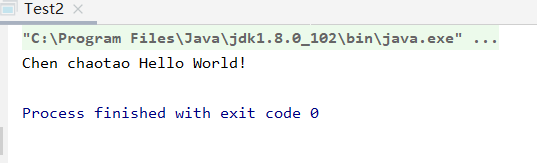 Test2
"C:\Program Files\Java\jdk1.8.0_102\bin\java.exe" ...
Chen chaotao Hello World!
Process finished with exit code 0